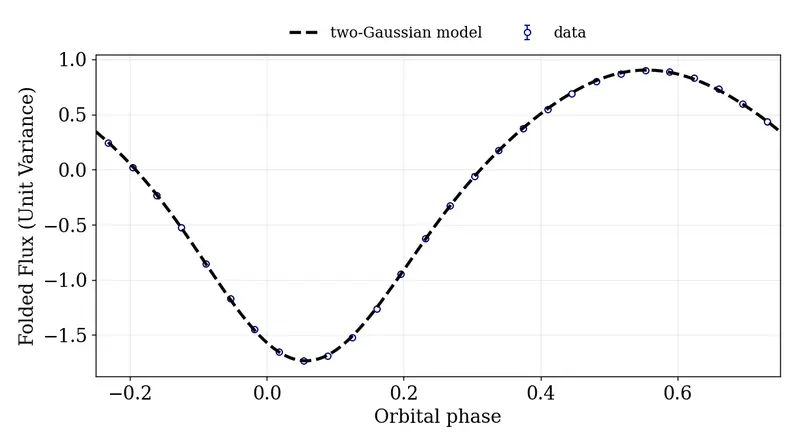 two-Gaussian model data
1.0
0.5
0.0
−0.5
−1.0
−1.5
Folded Flux (Unit Variance)
−0.2 0.0 0.2 0.4 0.6
Orbital phase